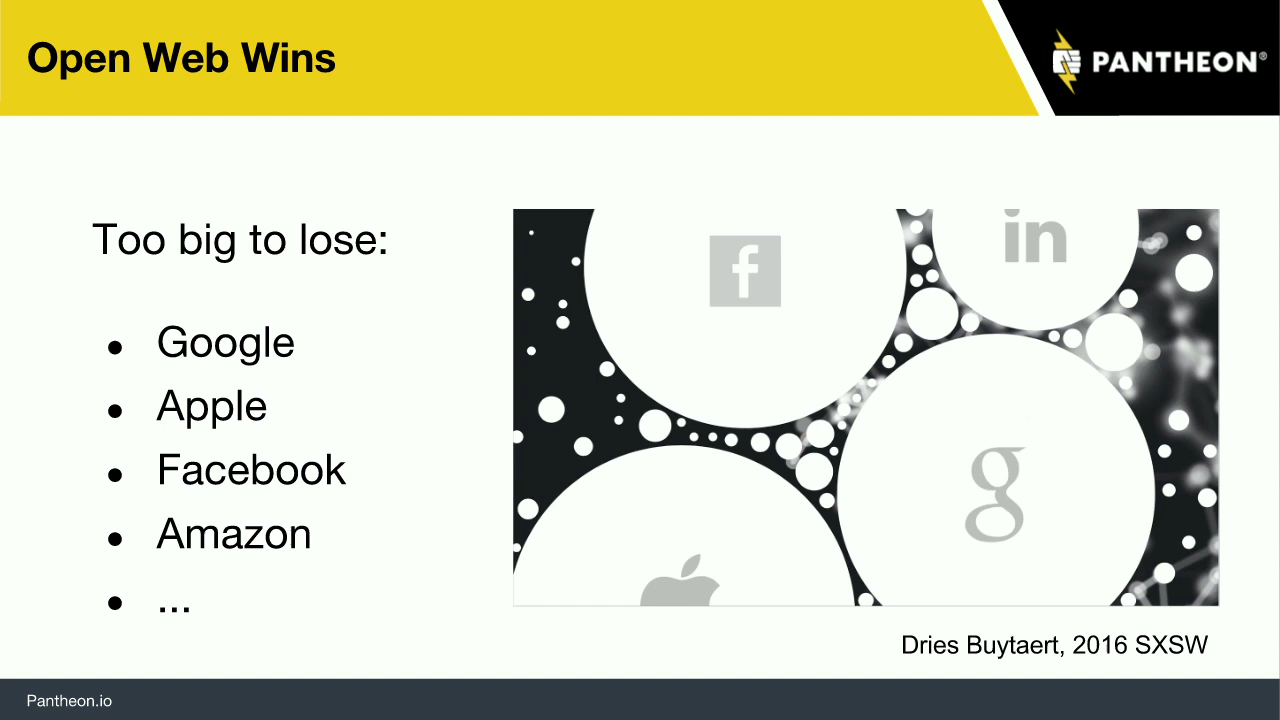 Open Web Wins
PANTHEON®
Too big to lose:
● Google
● Apple
● Facebook
● Amazon
● ...
f
in
g
Dries Buytaert, 2016 SXSW
Pantheon.io